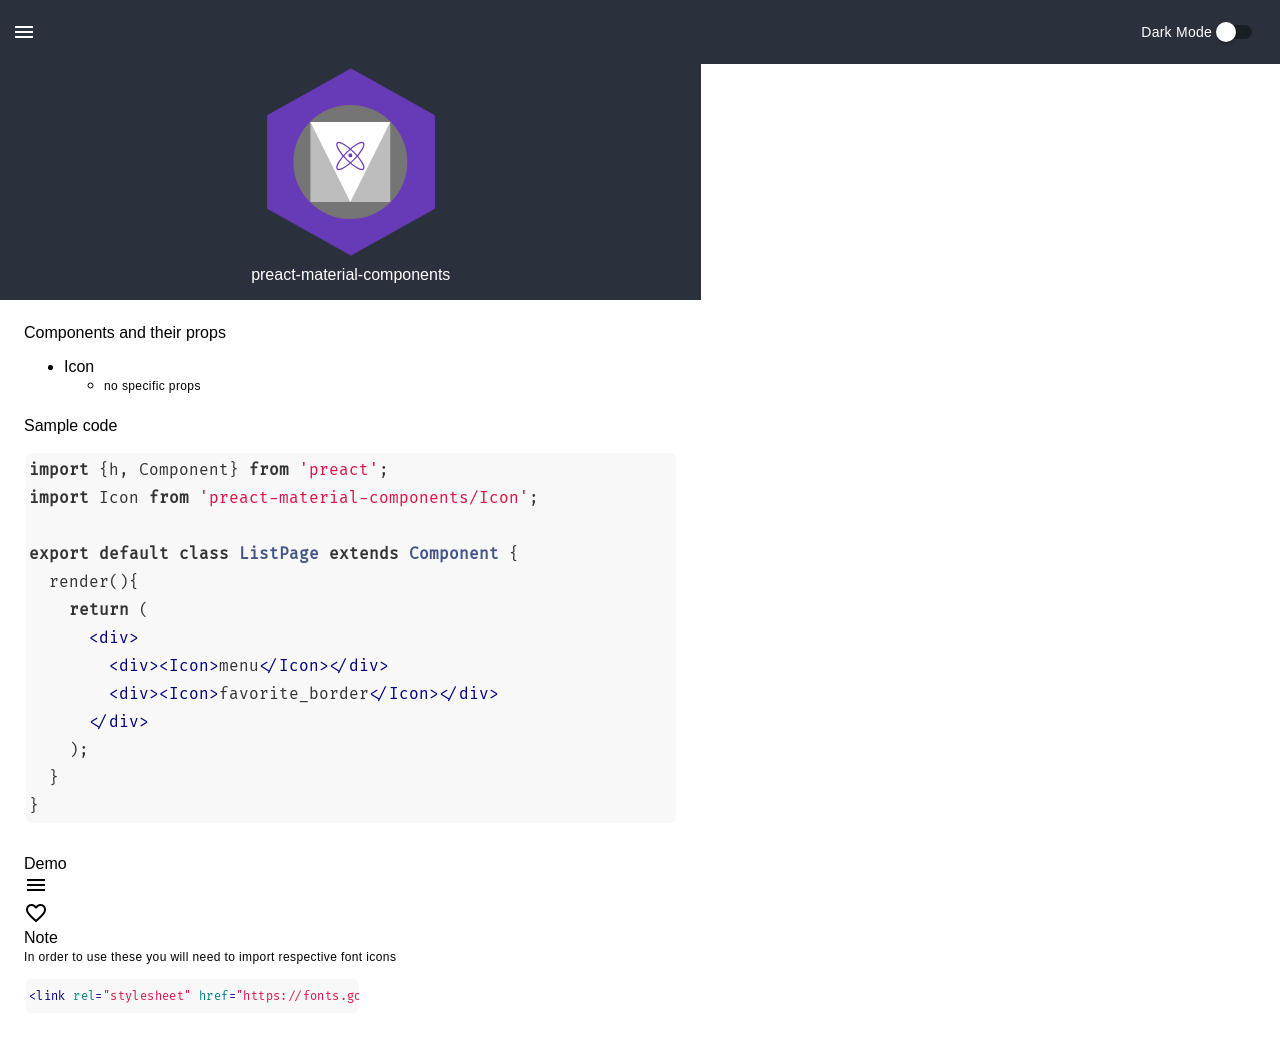 Dark Mode
preact-material-components
Components and their props
Icon
no specific props
Sample code
import {h, Component} from 'preact';
import Icon from 'preact-material-components/Icon';
export default class ListPage extends Component {
render(){
return (
<div>
<div><Icon>menu</Icon></div>
<div><Icon>favorite_border</Icon></div>
</div>
);
}
}
Demo
Note
In order to use these you will need to import respective font icons
<link rel="stylesheet" href="https://fonts.go